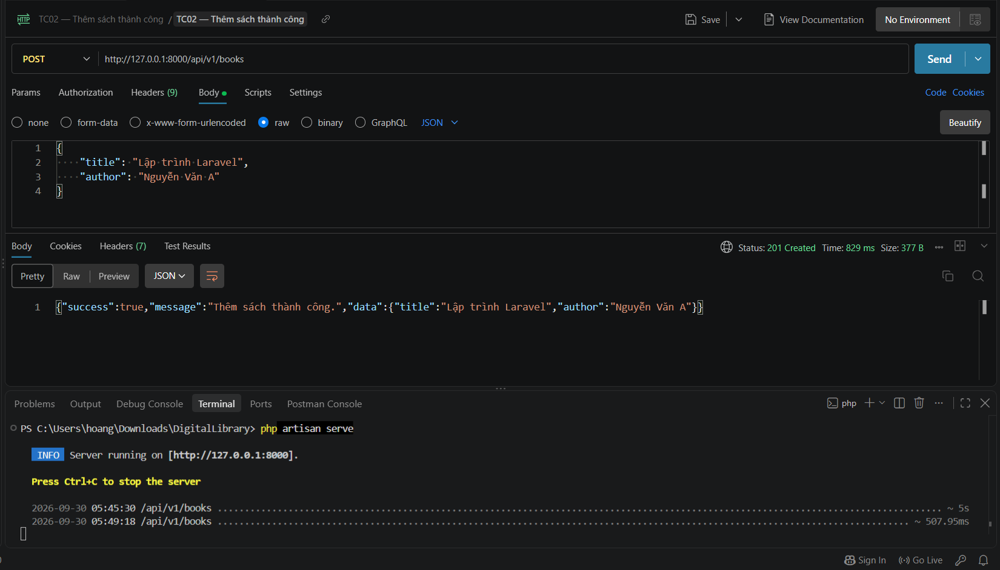 HTTP TC02 — Thêm sách thành công / TC02 — Thêm sách thành công Save View Documentation No Environment
POST http://127.0.0.1:8000/api/v1/books Send
Params Authorization Headers (9) Body Scripts Settings Code Cookies
none form-data x-www-form-urlencoded raw binary GraphQL JSON Beautify
1 {
2 ····"title":·"Lập·trình·Laravel",
3 ····"author":·"Nguyễn·Văn·A"
4 }
Body Cookies Headers (7) Test Results Status: 201 Created Time: 829 ms Size: 377 B
Pretty Raw Preview JSON
1 {"success":true,"message":"Thêm sách thành công.","data":{"title":"Lập trình Laravel","author":"Nguyễn Văn A"}}
Problems Output Debug Console Terminal Ports Postman Console php
PS C:\Users\hoang\Downloads\DigitalLibrary> php artisan serve
INFO Server running on [http://127.0.0.1:8000].
Press Ctrl+C to stop the server
2026-09-30 05:45:30 /api/v1/books ........................................................................................................................................ ~ 5s
2026-09-30 05:49:18 /api/v1/books .................................................................................................................................. ~ 507.95ms
Sign In Go Live